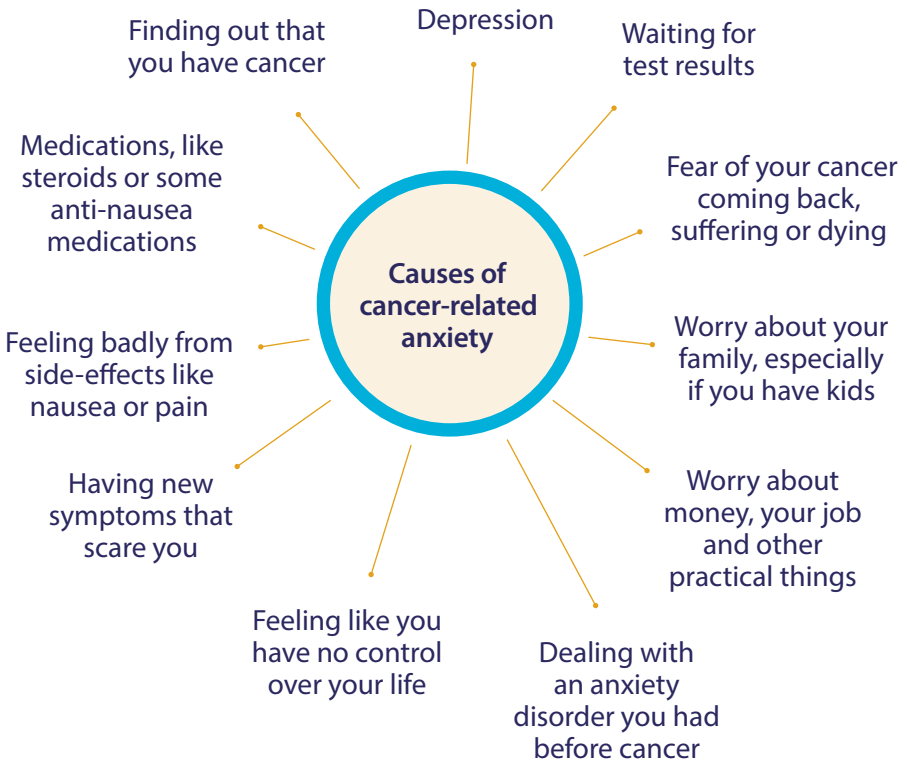 Depression
Waiting for
test results
Fear of your cancer
coming back,
suffering or dying
Worry about your
family, especially
if you have kids
Worry about
money, your job
and other
practical things
Dealing with
an anxiety
disorder you had
before cancer
Feeling like you
have no control
over your life
Having new
symptoms that
scare you
Feeling badly from
side-effects like
nausea or pain
Medications, like
steroids or some
anti-nausea
medications
Finding out that
you have cancer
Causes of
cancer-related
anxiety